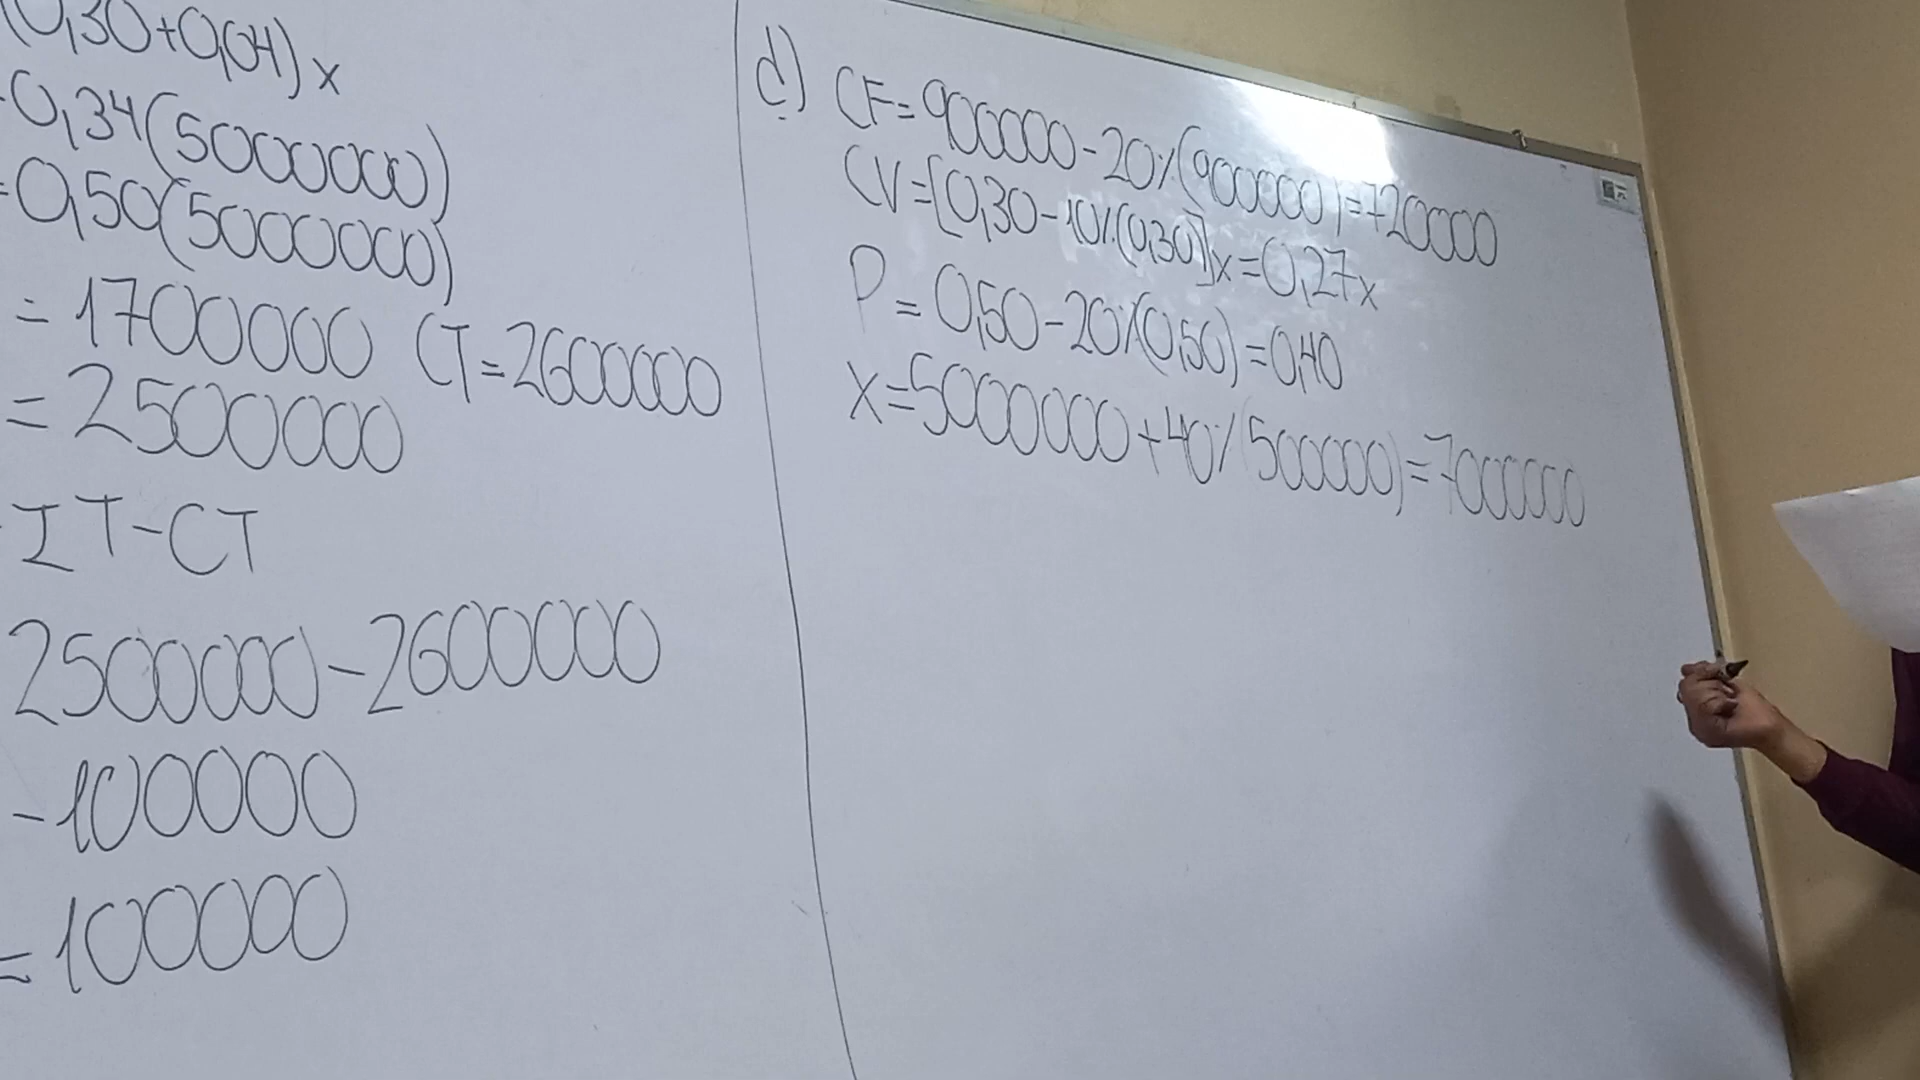 (0,30+0,04)x
0,34(5000000)
=0,50(5000000)
= 1700000 CT=2600000
= 2500000
IT-CT
2500000-2600000
-100000
=100000
d) CF=900000-20%(900000)=720000
CV=[0,30-10%(0,30)]x=0,27x
P=0,50-20%(0,50)=0,40
X=5000000+40%(500000)=7000000